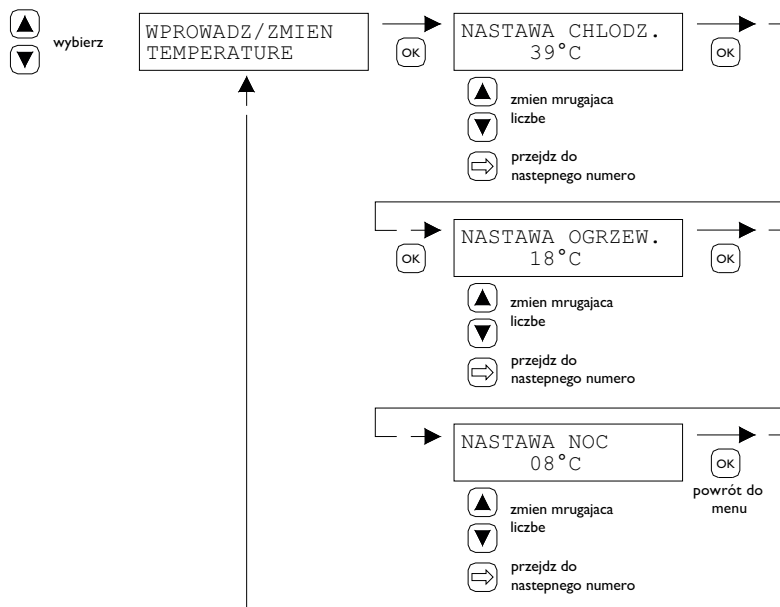 wybierz
WPROWADZ/ZMIEN
TEMPERATURE
OK
NASTAWA CHLODZ.
39°C
OK
zmien mrugajaca
liczbe
przejdz do
nastepnego numero
OK
NASTAWA OGRZEW.
18°C
OK
zmien mrugajaca
liczbe
przejdz do
nastepnego numero
NASTAWA NOC
08°C
OK
powrót do
menu
zmien mrugajaca
liczbe
przejdz do
nastepnego numero